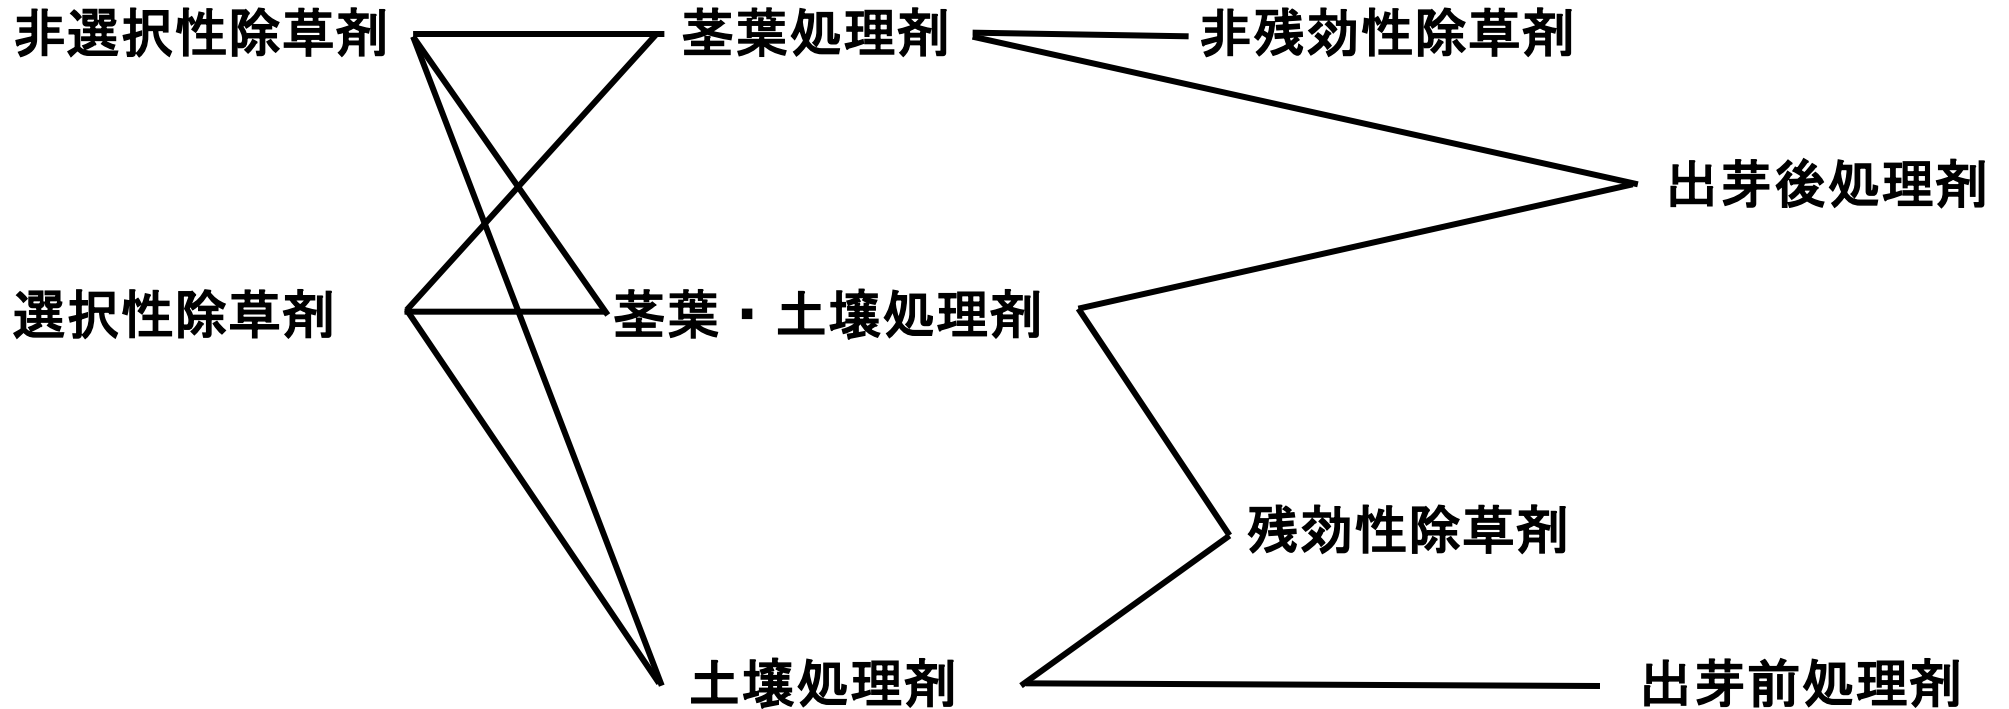 非選択性除草剤
茎葉処理剤
非残効性除草剤
出芽後処理剤
選択性除草剤
茎葉・土壌処理剤
残効性除草剤
土壌処理剤
出芽前処理剤